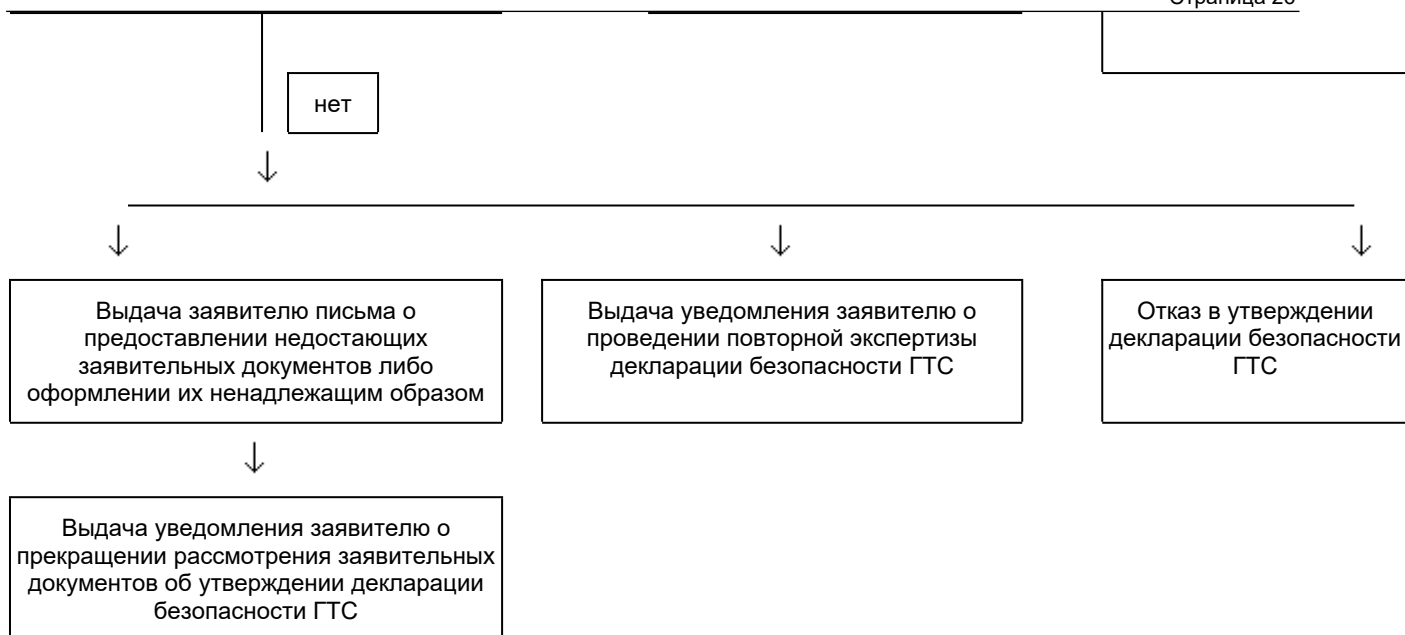 Страница 26
нет
Выдача заявителю письма о
предоставлении недостающих
заявительных документов либо
оформлении их ненадлежащим образом
Выдача уведомления заявителю о
проведении повторной экспертизы
декларации безопасности ГТС
Отказ в утверждении
декларации безопасности
ГТС
Выдача уведомления заявителю о
прекращении рассмотрения заявительных
документов об утверждении декларации
безопасности ГТС